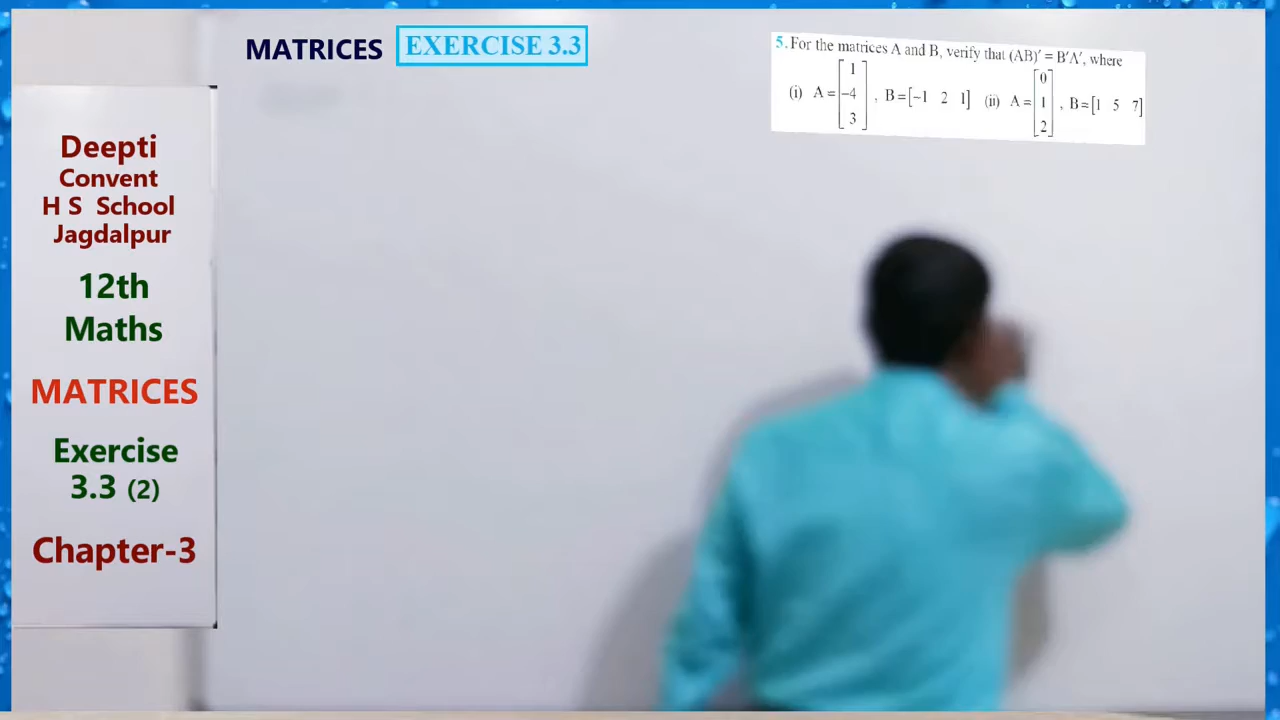 MATRICES EXERCISE 3.3
5. For the matrices A and B, verify that (AB)′ = B′A′, where
(i) A = [1 −4 3], B = [−1 2 1] (ii) A = [0 1 2], B = [1 5 7]
Deepti
Convent
H S School
Jagdalpur
12th
Maths
MATRICES
Exercise
3.3 (2)
Chapter-3